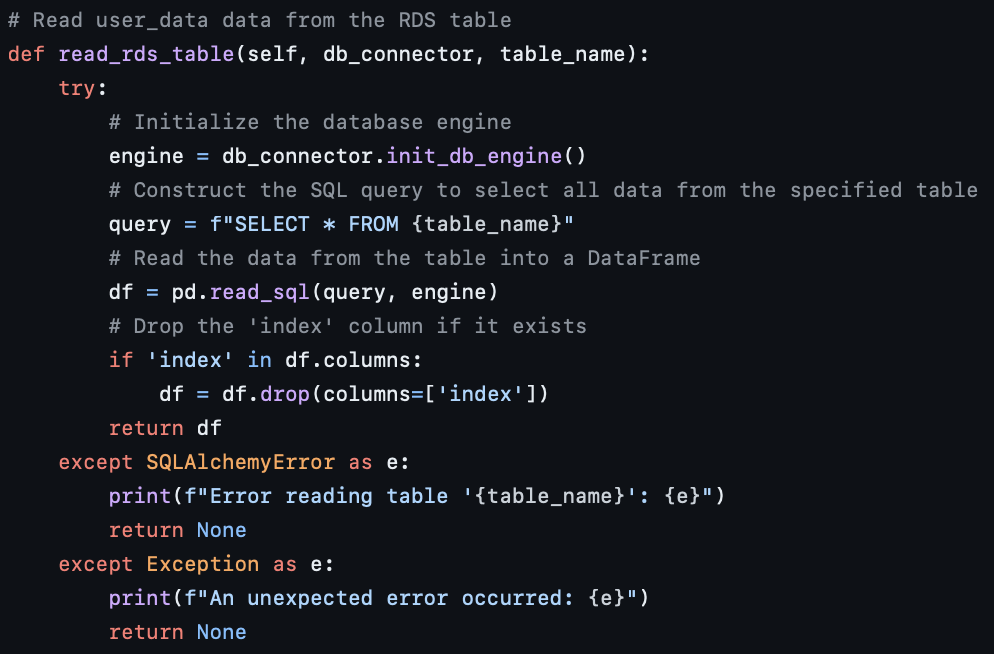 # Read user_data data from the RDS table
def read_rds_table(self, db_connector, table_name):
    try:
        # Initialize the database engine
        engine = db_connector.init_db_engine()
        # Construct the SQL query to select all data from the specified table
        query = f"SELECT * FROM {table_name}"
        # Read the data from the table into a DataFrame
        df = pd.read_sql(query, engine)
        # Drop the 'index' column if it exists
        if 'index' in df.columns:
            df = df.drop(columns=['index'])
        return df
    except SQLAlchemyError as e:
        print(f"Error reading table '{table_name}': {e}")
        return None
    except Exception as e:
        print(f"An unexpected error occurred: {e}")
        return None